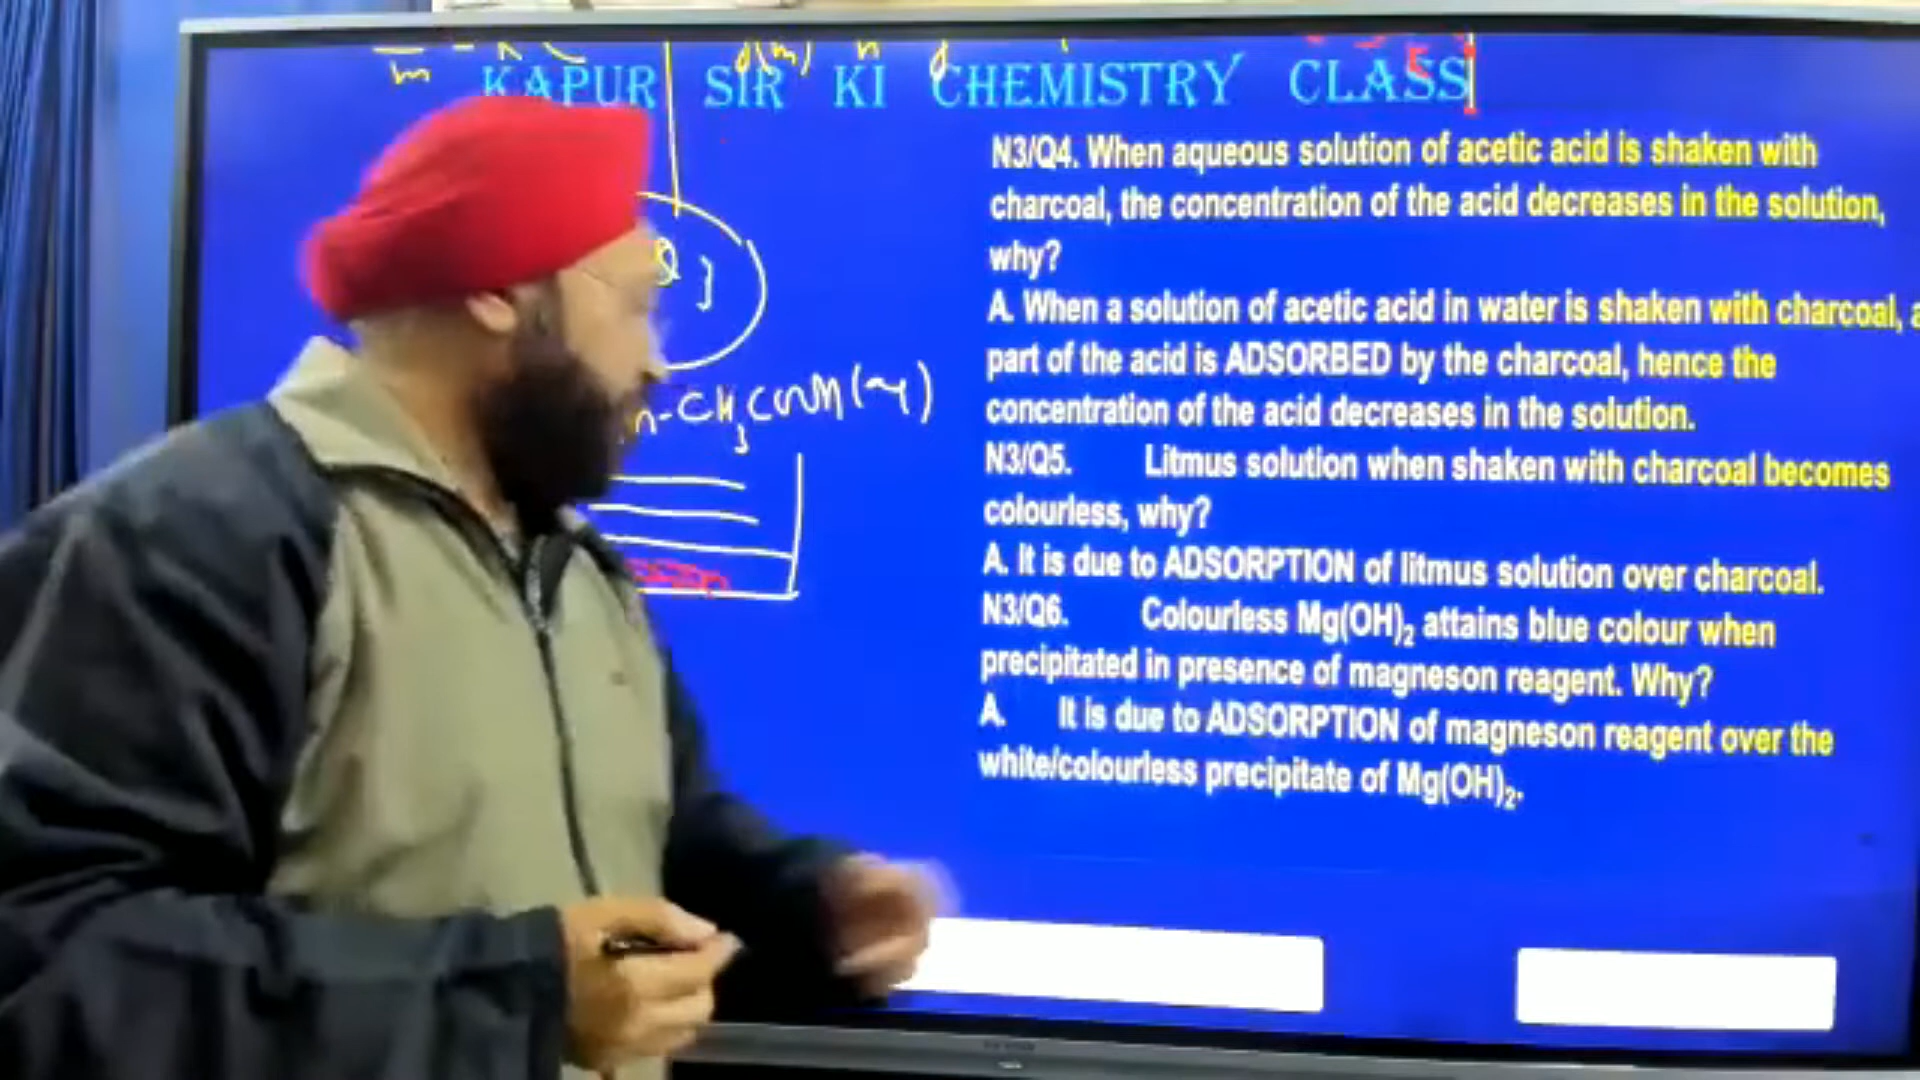 KAPUR SIR KI CHEMISTRY CLASS
N3/Q4. When aqueous solution of acetic acid is shaken with
charcoal, the concentration of the acid decreases in the solution,
why?
A. When a solution of acetic acid in water is shaken with charcoal, a
part of the acid is ADSORBED by the charcoal, hence the
concentration of the acid decreases in the solution.
N3/Q5. Litmus solution when shaken with charcoal becomes
colourless, why?
A. It is due to ADSORPTION of litmus solution over charcoal.
N3/Q6. Colourless Mg(OH)₂ attains blue colour when
precipitated in presence of magneson reagent. Why?
A. It is due to ADSORPTION of magneson reagent over the
white/colourless precipitate of Mg(OH)₂.
CH₃COOH